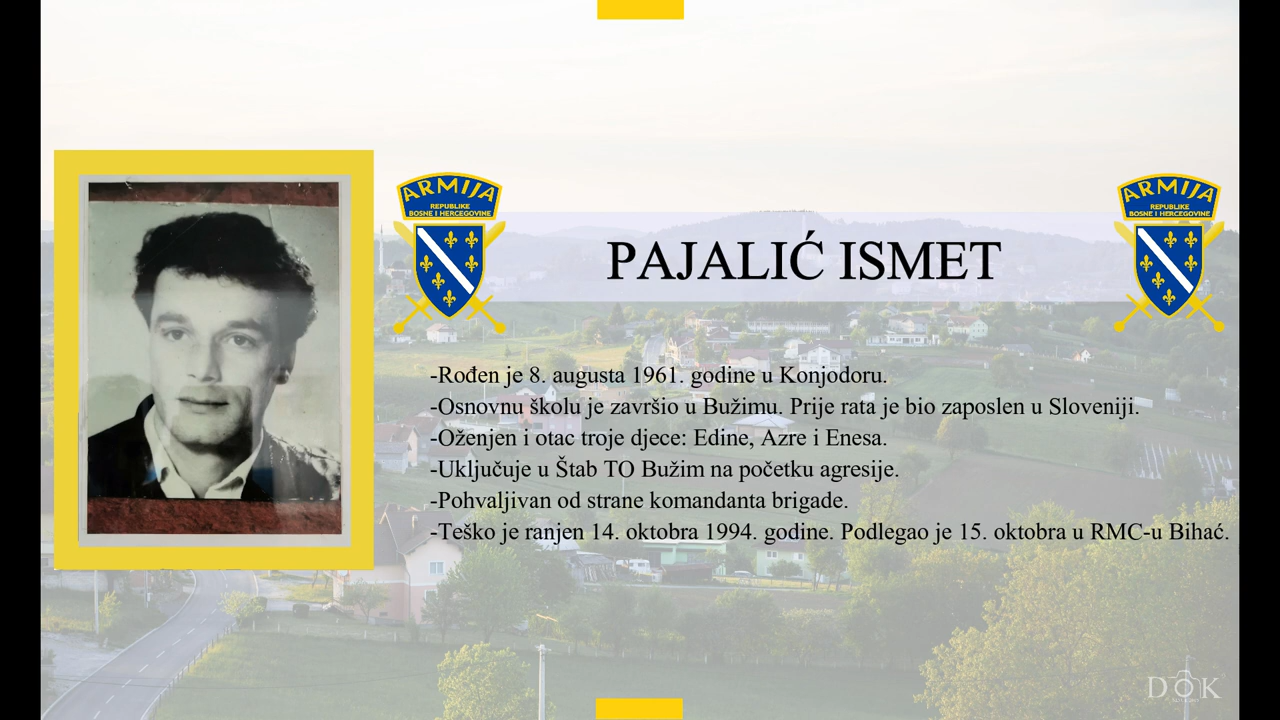 ARMIJA
REPUBLIKE
BOSNE I HERCEGOVINE
ARMIJA
REPUBLIKE
BOSNE I HERCEGOVINE
PAJALIĆ ISMET
-Rođen je 8. augusta 1961. godine u Konjodoru.
-Osnovnu školu je završio u Bužimu. Prije rata je bio zaposlen u Sloveniji.
-Oženjen i otac troje djece: Edine, Azre i Enesa.
-Uključuje u Štab TO Bužim na početku agresije.
-Pohvaljivan od strane komandanta brigade.
-Teško je ranjen 14. oktobra 1994. godine. Podlegao je 15. oktobra u RMC-u Bihać.
DOK